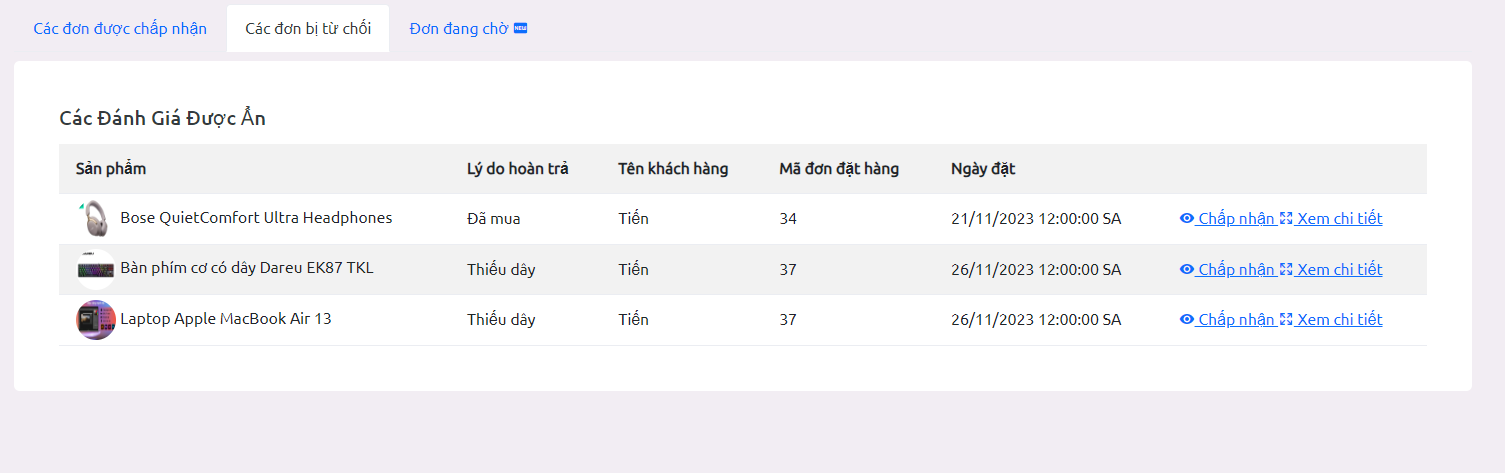 Các đơn được chấp nhận Các đơn bị từ chối Đơn đang chờ NEW
Các Đánh Giá Được Ẩn
Sản phẩm Lý do hoàn trả Tên khách hàng Mã đơn đặt hàng Ngày đặt
Bose QuietComfort Ultra Headphones Đã mua Tiến 34 21/11/2023 12:00:00 SA Chấp nhận Xem chi tiết
Bàn phím cơ có dây Dareu EK87 TKL Thiếu dây Tiến 37 26/11/2023 12:00:00 SA Chấp nhận Xem chi tiết
Laptop Apple MacBook Air 13 Thiếu dây Tiến 37 26/11/2023 12:00:00 SA Chấp nhận Xem chi tiết